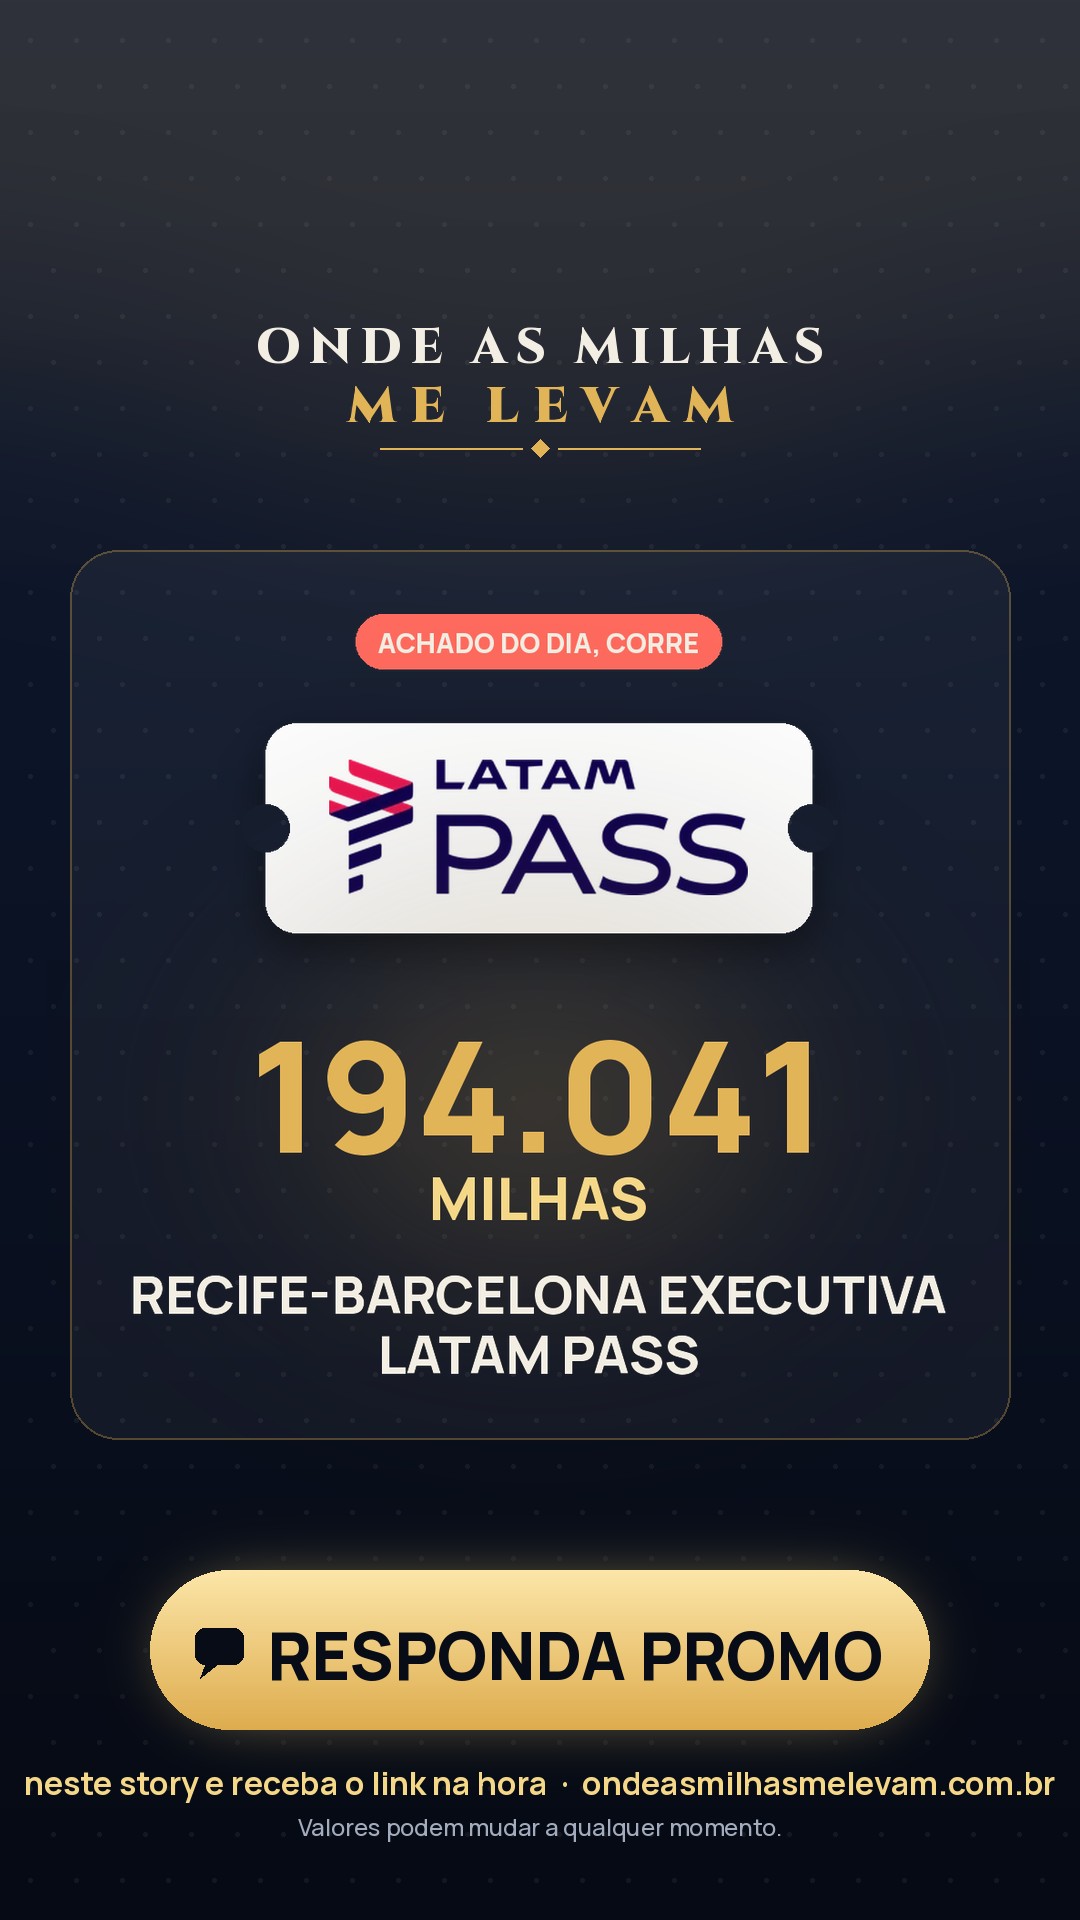 ONDE AS MILHAS
ME LEVAM
ACHADO DO DIA, CORRE
LATAM
PASS
194.041
MILHAS
RECIFE-BARCELONA EXECUTIVA
LATAM PASS
RESPONDA PROMO
neste story e receba o link na hora · ondeasmilhasmelevam.com.br
Valores podem mudar a qualquer momento.